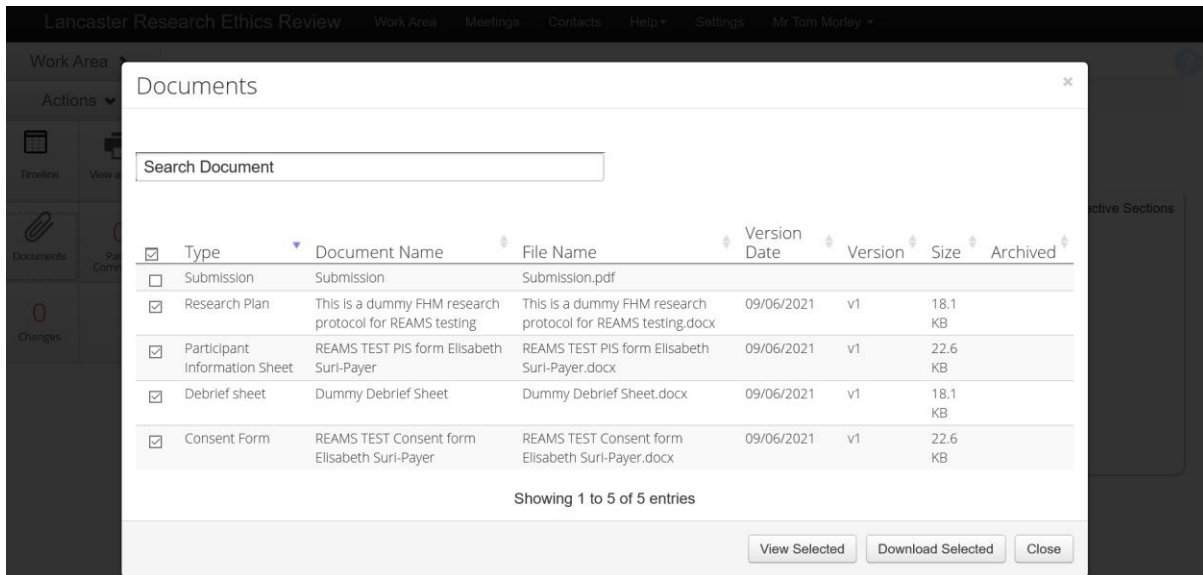 Lancaster Research Ethics Review Work Area Meetings Contacts Help Settings Mr Tom Morley
Work Area
Actions
Documents ×
Timeline View a
Search Document
active Sections
Documents
Type Document Name File Name Version Date Version Size Archived
Submission Submission Submission.pdf
0
Changes
Research Plan This is a dummy FHM research protocol for REAMS testing This is a dummy FHM research protocol for REAMS testing.docx 09/06/2021 v1 18.1 KB
Participant Information Sheet REAMS TEST PIS form Elisabeth Suri-Payer REAMS TEST PIS form Elisabeth Suri-Payer.docx 09/06/2021 v1 22.6 KB
Debrief sheet Dummy Debrief Sheet Dummy Debrief Sheet.docx 09/06/2021 v1 18.1 KB
Consent Form REAMS TEST Consent form Elisabeth Suri-Payer REAMS TEST Consent form Elisabeth Suri-Payer.docx 09/06/2021 v1 22.6 KB
Showing 1 to 5 of 5 entries
View Selected Download Selected Close